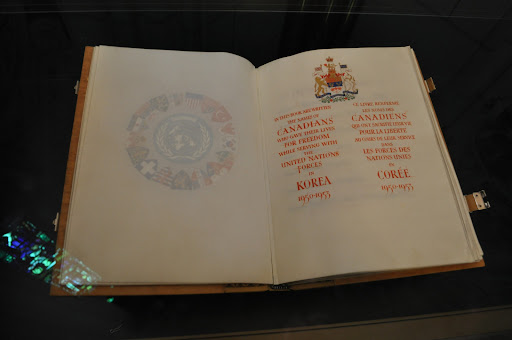 IN THIS BOOK ARE WRITTEN
THE NAMES OF
CANADIANS
WHO GAVE THEIR LIVES
FOR FREEDOM
WHILE SERVING WITH
THE
UNITED NATIONS
FORCES
IN
KOREA
1950-1953
CE LIVRE RENFERME
LES NOMS DES
CANADIENS
QUI ONT SACRIFIÉ LEUR VIE
POUR LA LIBERTÉ
AU COURS DE LEUR SERVICE
DANS
LES FORCES DES
NATIONS UNIES
EN
CORÉE
1950-1953